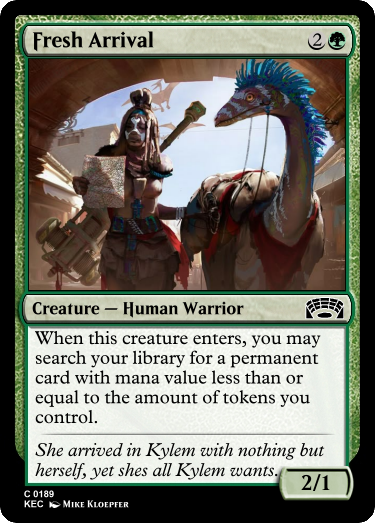 Fresh Arrival 2
Creature — Human Warrior
When this creature enters, you may
search your library for a permanent
card with mana value less than or
equal to the amount of tokens you
control.
She arrived in Kylem with nothing but
herself, yet shes all Kylem wants.
2/1
C 0189
KEC Mike Kloepfer